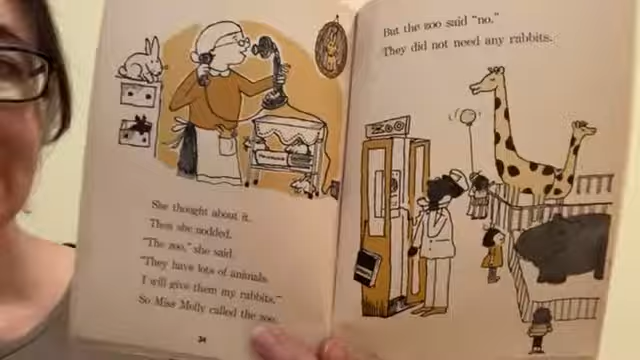 She thought about it.
Then she nodded.
"The zoo," she said.
"They have lots of animals.
I will give them my rabbits."
So Miss Molly called the zoo.
34
But the zoo said "no."
They did not need any rabbits.
ZOO